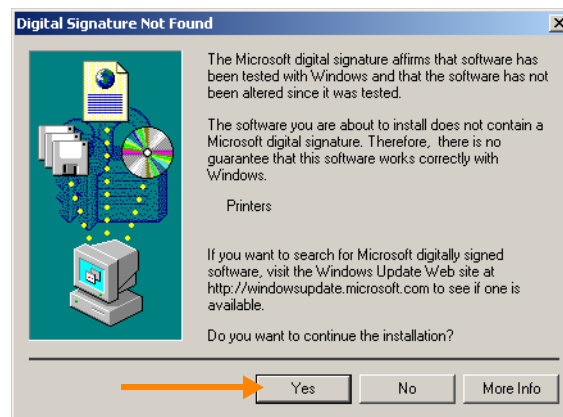 Digital Signature Not Found
The Microsoft digital signature affirms that software has
been tested with Windows and that the software has not
been altered since it was tested.
The software you are about to install does not contain a
Microsoft digital signature. Therefore, there is no
guarantee that this software works correctly with
Windows.
Printers
If you want to search for Microsoft digitally signed
software, visit the Windows Update Web site at
http://windowsupdate.microsoft.com to see if one is
available.
Do you want to continue the installation?
Yes No More Info